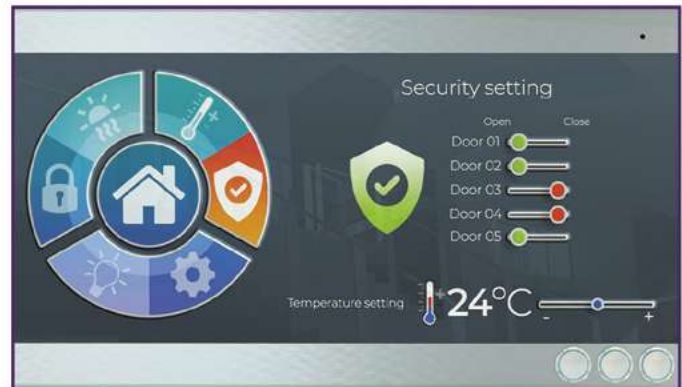 Security setting
Open Close
Door 01
Door 02
Door 03
Door 04
Door 05
Temperature setting +24°C
- +